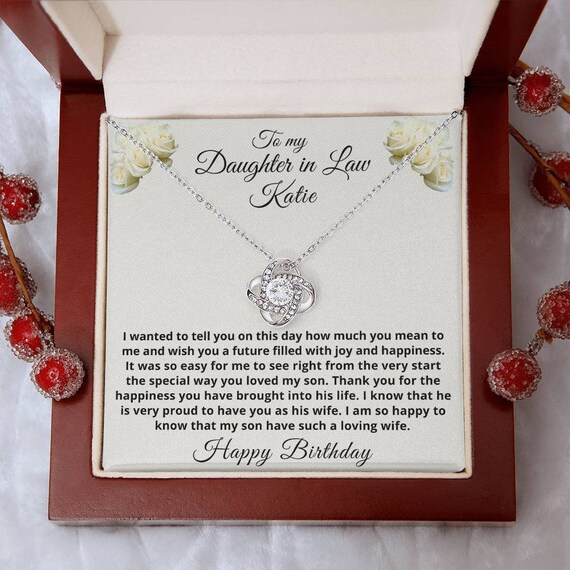 To my
Daughter in Law
Katie
I wanted to tell you on this day how much you mean to
me and wish you a future filled with joy and happiness.
It was so easy for me to see right from the very start
the special way you loved my son. Thank you for the
happiness you have brought into his life. I know that he
is very proud to have you as his wife. I am so happy to
know that my son have such a loving wife.
Happy Birthday